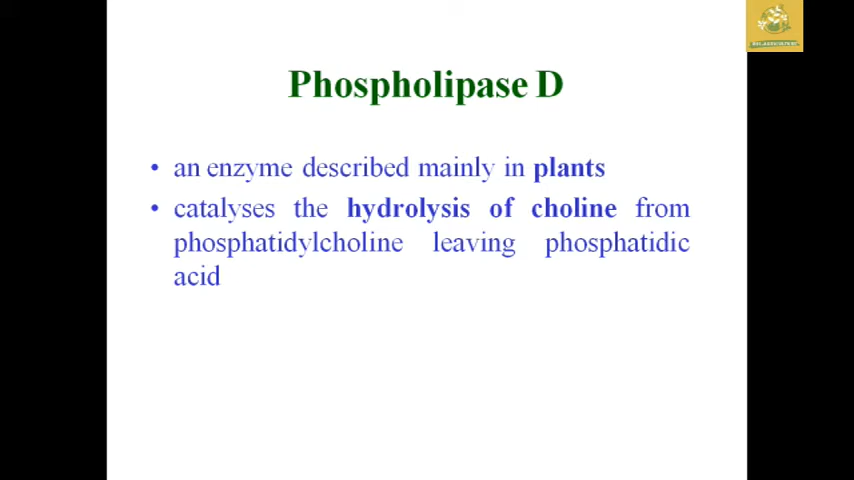 Phospholipase D
• an enzyme described mainly in plants
• catalyses the hydrolysis of choline from
phosphatidylcholine leaving phosphatidic
acid